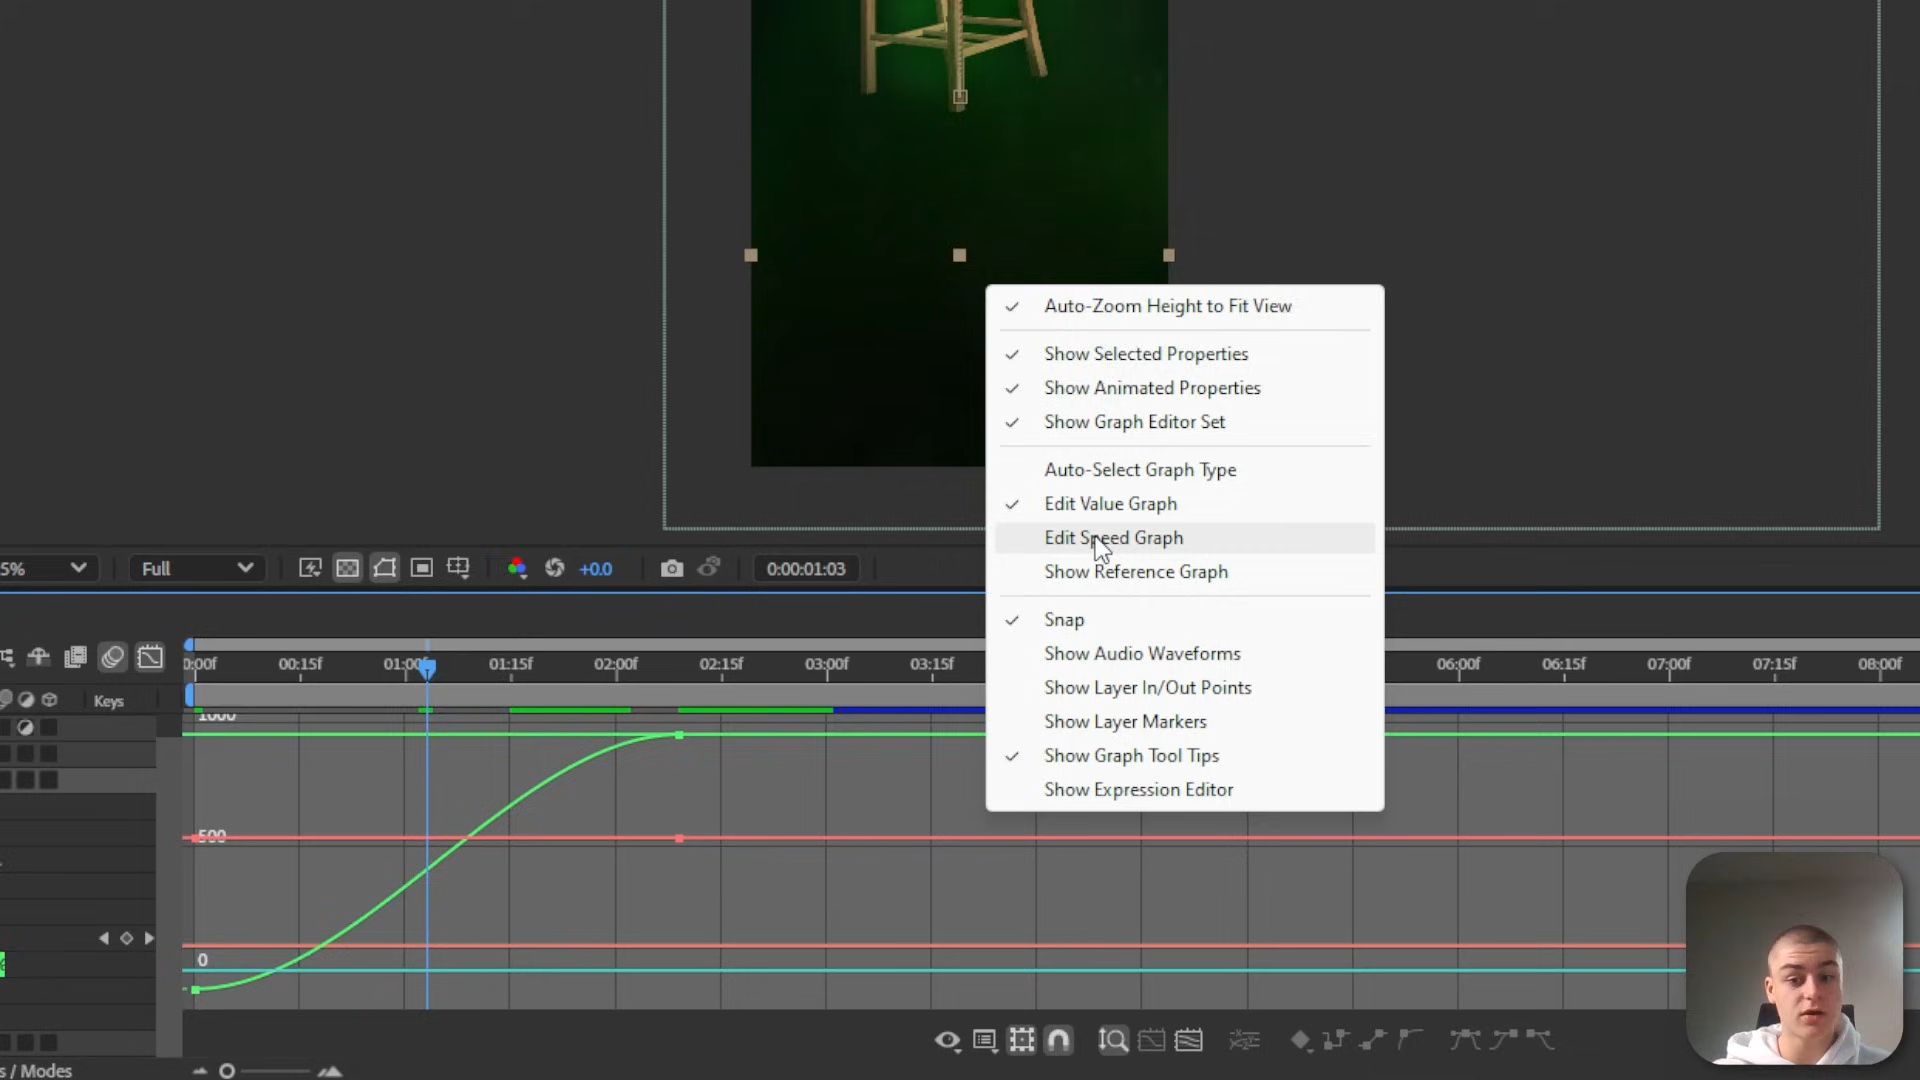 Auto-Zoom Height to Fit View
Show Selected Properties
Show Animated Properties
Show Graph Editor Set
Auto-Select Graph Type
Edit Value Graph
Edit Speed Graph
Show Reference Graph
Snap
Show Audio Waveforms
Show Layer In/Out Points
Show Layer Markers
Show Graph Tool Tips
Show Expression Editor
5% Full +0.0 0:00:01:03
0:00f 00:15f 01:00f 01:15f 02:00f 02:15f 03:00f 03:15f 06:00f 06:15f 07:00f 07:15f 08:00f
Keys
1000
500
0
s / Modes